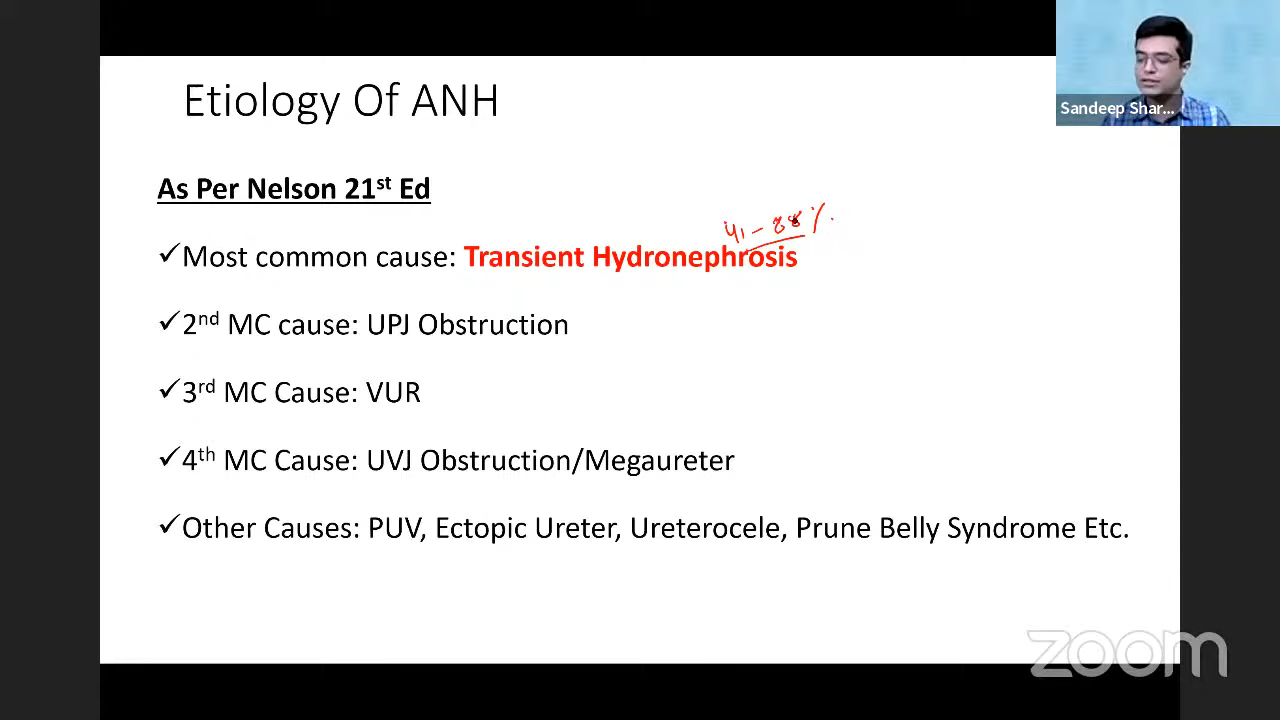 Etiology Of ANH
Sandeep Shar...
As Per Nelson 21st Ed
41 – 88 %
✓Most common cause: Transient Hydronephrosis
✓2nd MC cause: UPJ Obstruction
✓3rd MC Cause: VUR
✓4th MC Cause: UVJ Obstruction/Megaureter
✓Other Causes: PUV, Ectopic Ureter, Ureterocele, Prune Belly Syndrome Etc.
zoom